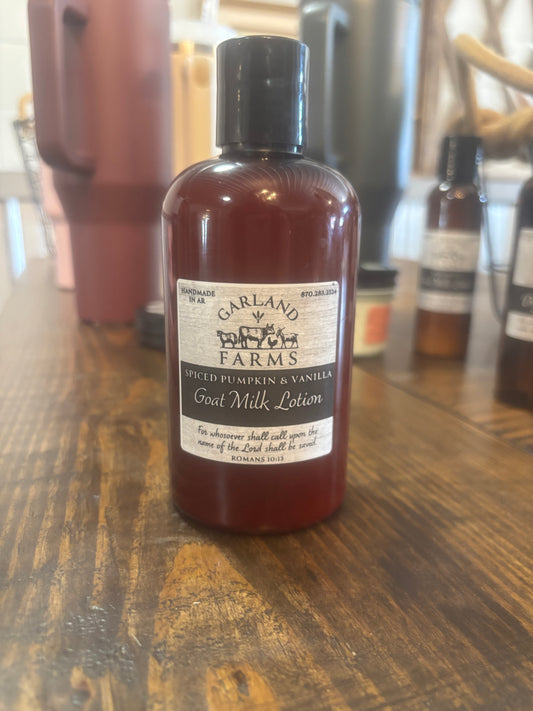 HANDMADE
IN AR
870.283.2524
GARLAND
FARMS
SPICED PUMPKIN & VANILLA
Goat Milk Lotion
For whosoever shall call upon the
name of the Lord shall be saved.
ROMANS 10:13